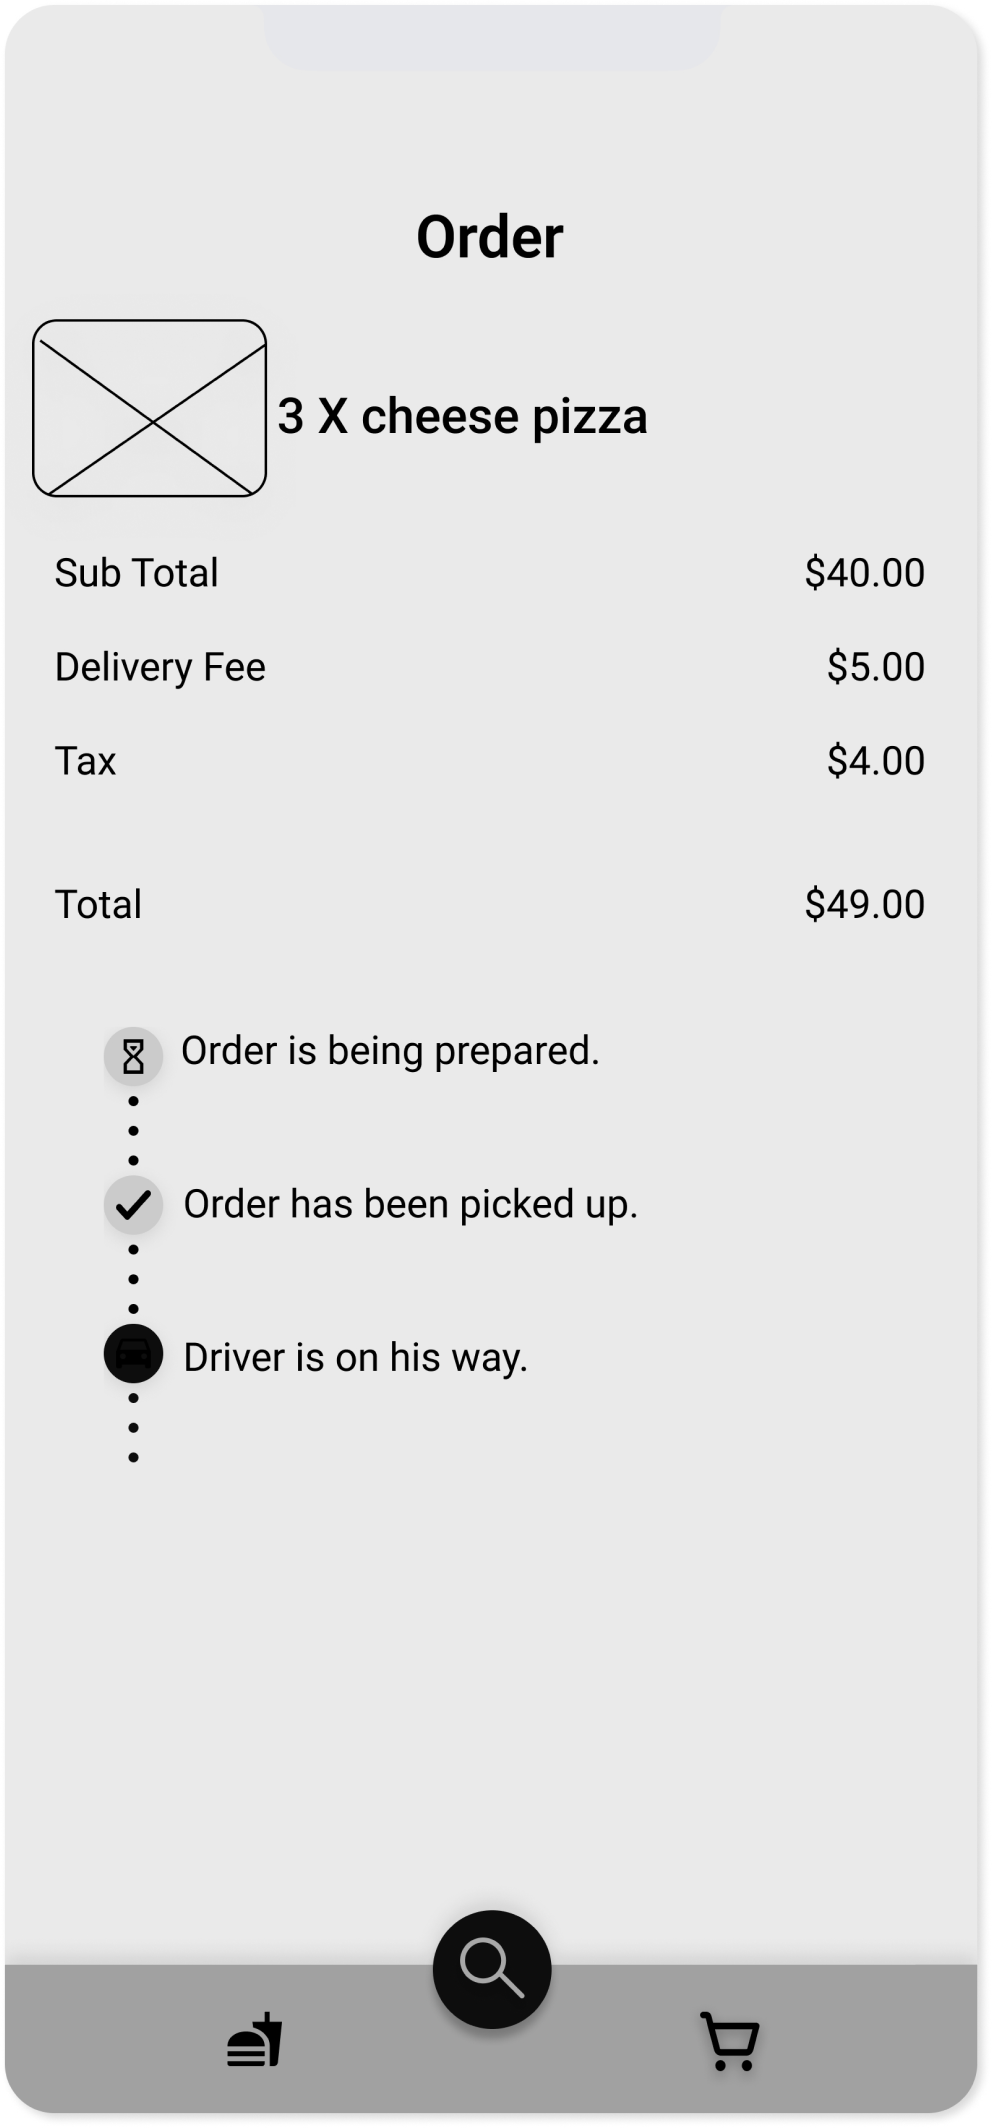 Order
3 X cheese pizza
Sub Total $40.00
Delivery Fee $5.00
Tax $4.00
Total $49.00
Order is being prepared.
Order has been picked up.
Driver is on his way.